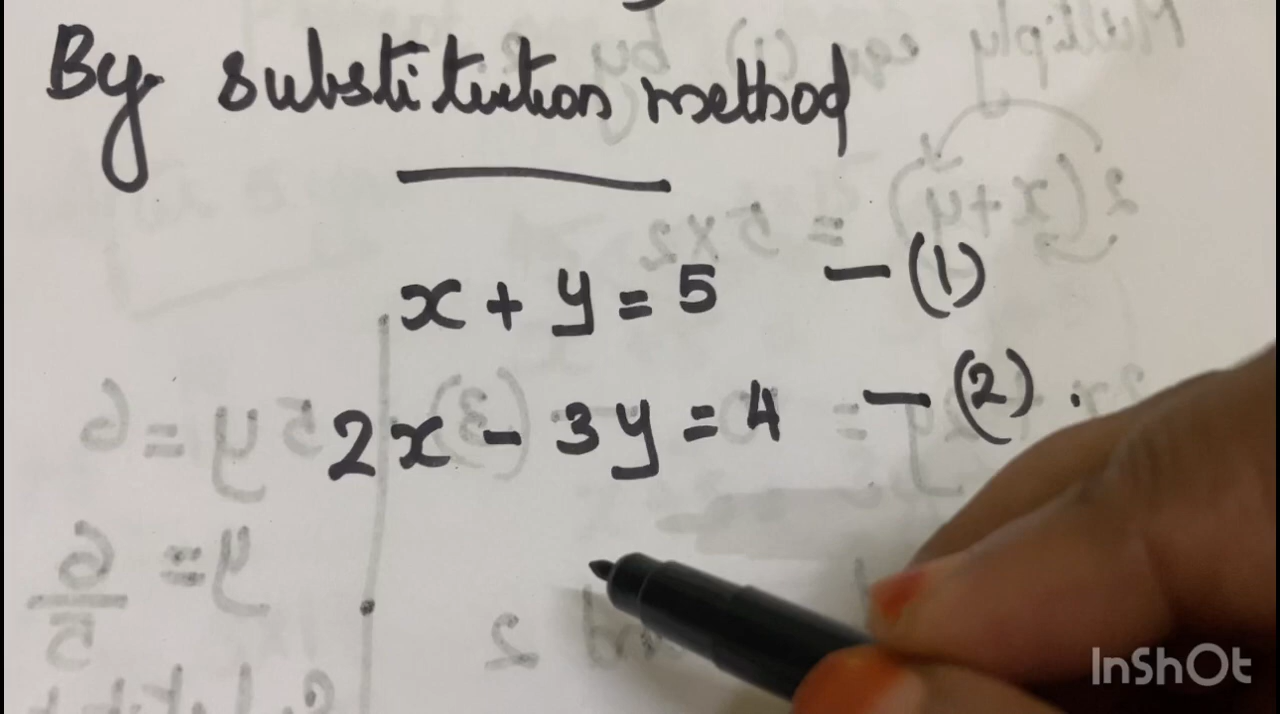 By substitution method
x + y = 5 — (1)
2x - 3y = 4 — (2).
InShOt